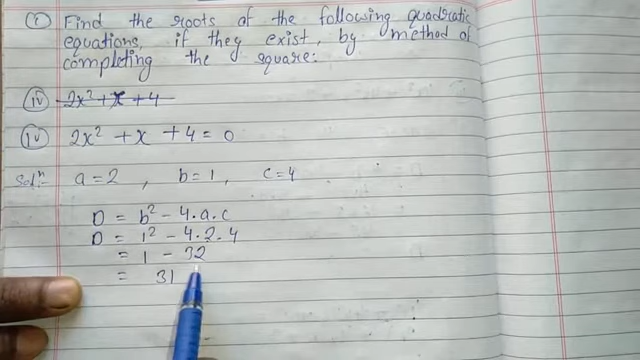 ① Find the roots of the following quadratic
equations, if they exist, by method of
completing the square:
(iv) 2x² + x + 4
(iv) 2x² + x + 4 = 0
Solⁿ:- a = 2 , b = 1 , c = 4
D = b² - 4.a.c
D = 1² - 4.2.4
= 1 - 32
= 31